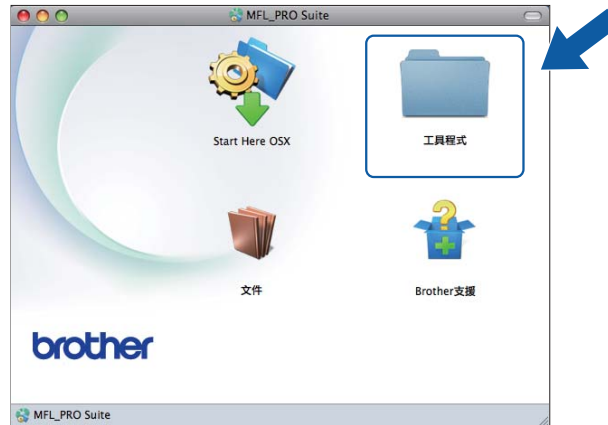 MFL_PRO Suite
Start Here OSX
工具程式
文件
Brother支援
brother
MFL_PRO Suite